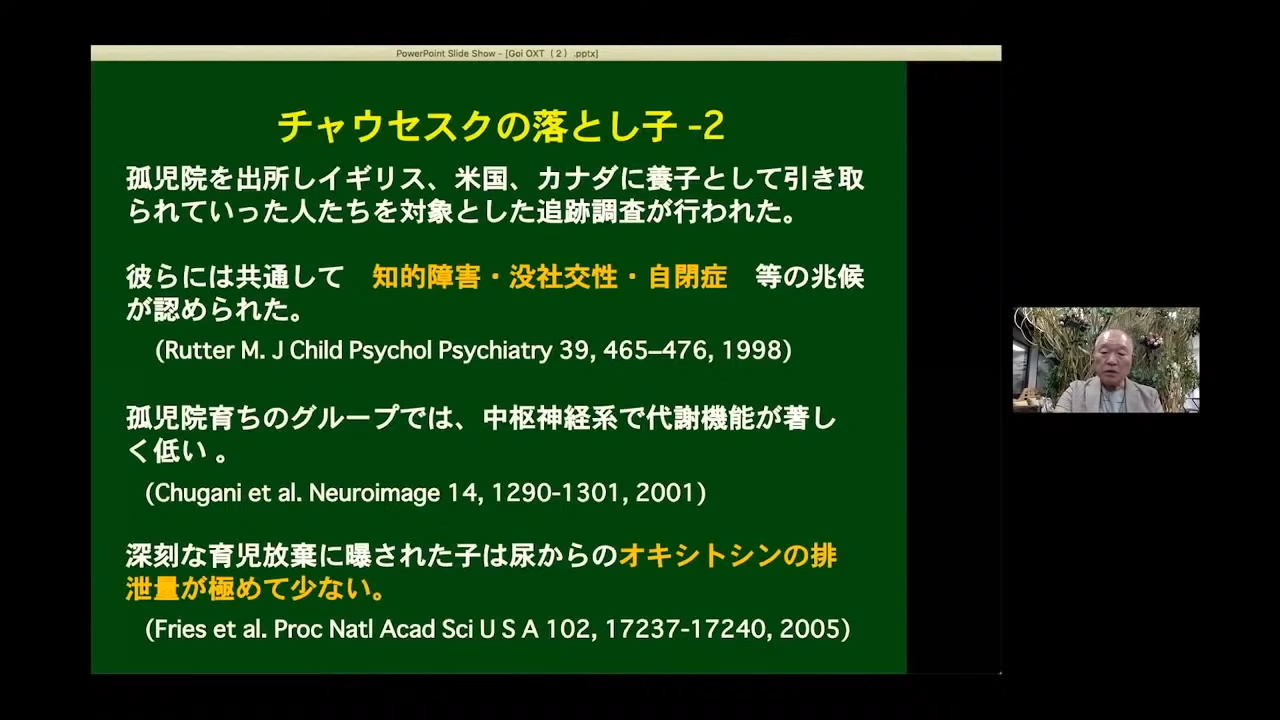 PowerPoint Slide Show - [Goi OXT（2）.pptx]
チャウセスクの落とし子 -2
孤児院を出所しイギリス、米国、カナダに養子として引き取
られていった人たちを対象とした追跡調査が行われた。
彼らには共通して　知的障害・没社交性・自閉症　等の兆候
が認められた。
(Rutter M. J Child Psychol Psychiatry 39, 465–476, 1998)
孤児院育ちのグループでは、中枢神経系で代謝機能が著し
く低い 。
(Chugani et al. Neuroimage 14, 1290-1301, 2001)
深刻な育児放棄に曝された子は尿からのオキシトシンの排
泄量が極めて少ない。
(Fries et al. Proc Natl Acad Sci U S A 102, 17237-17240, 2005)